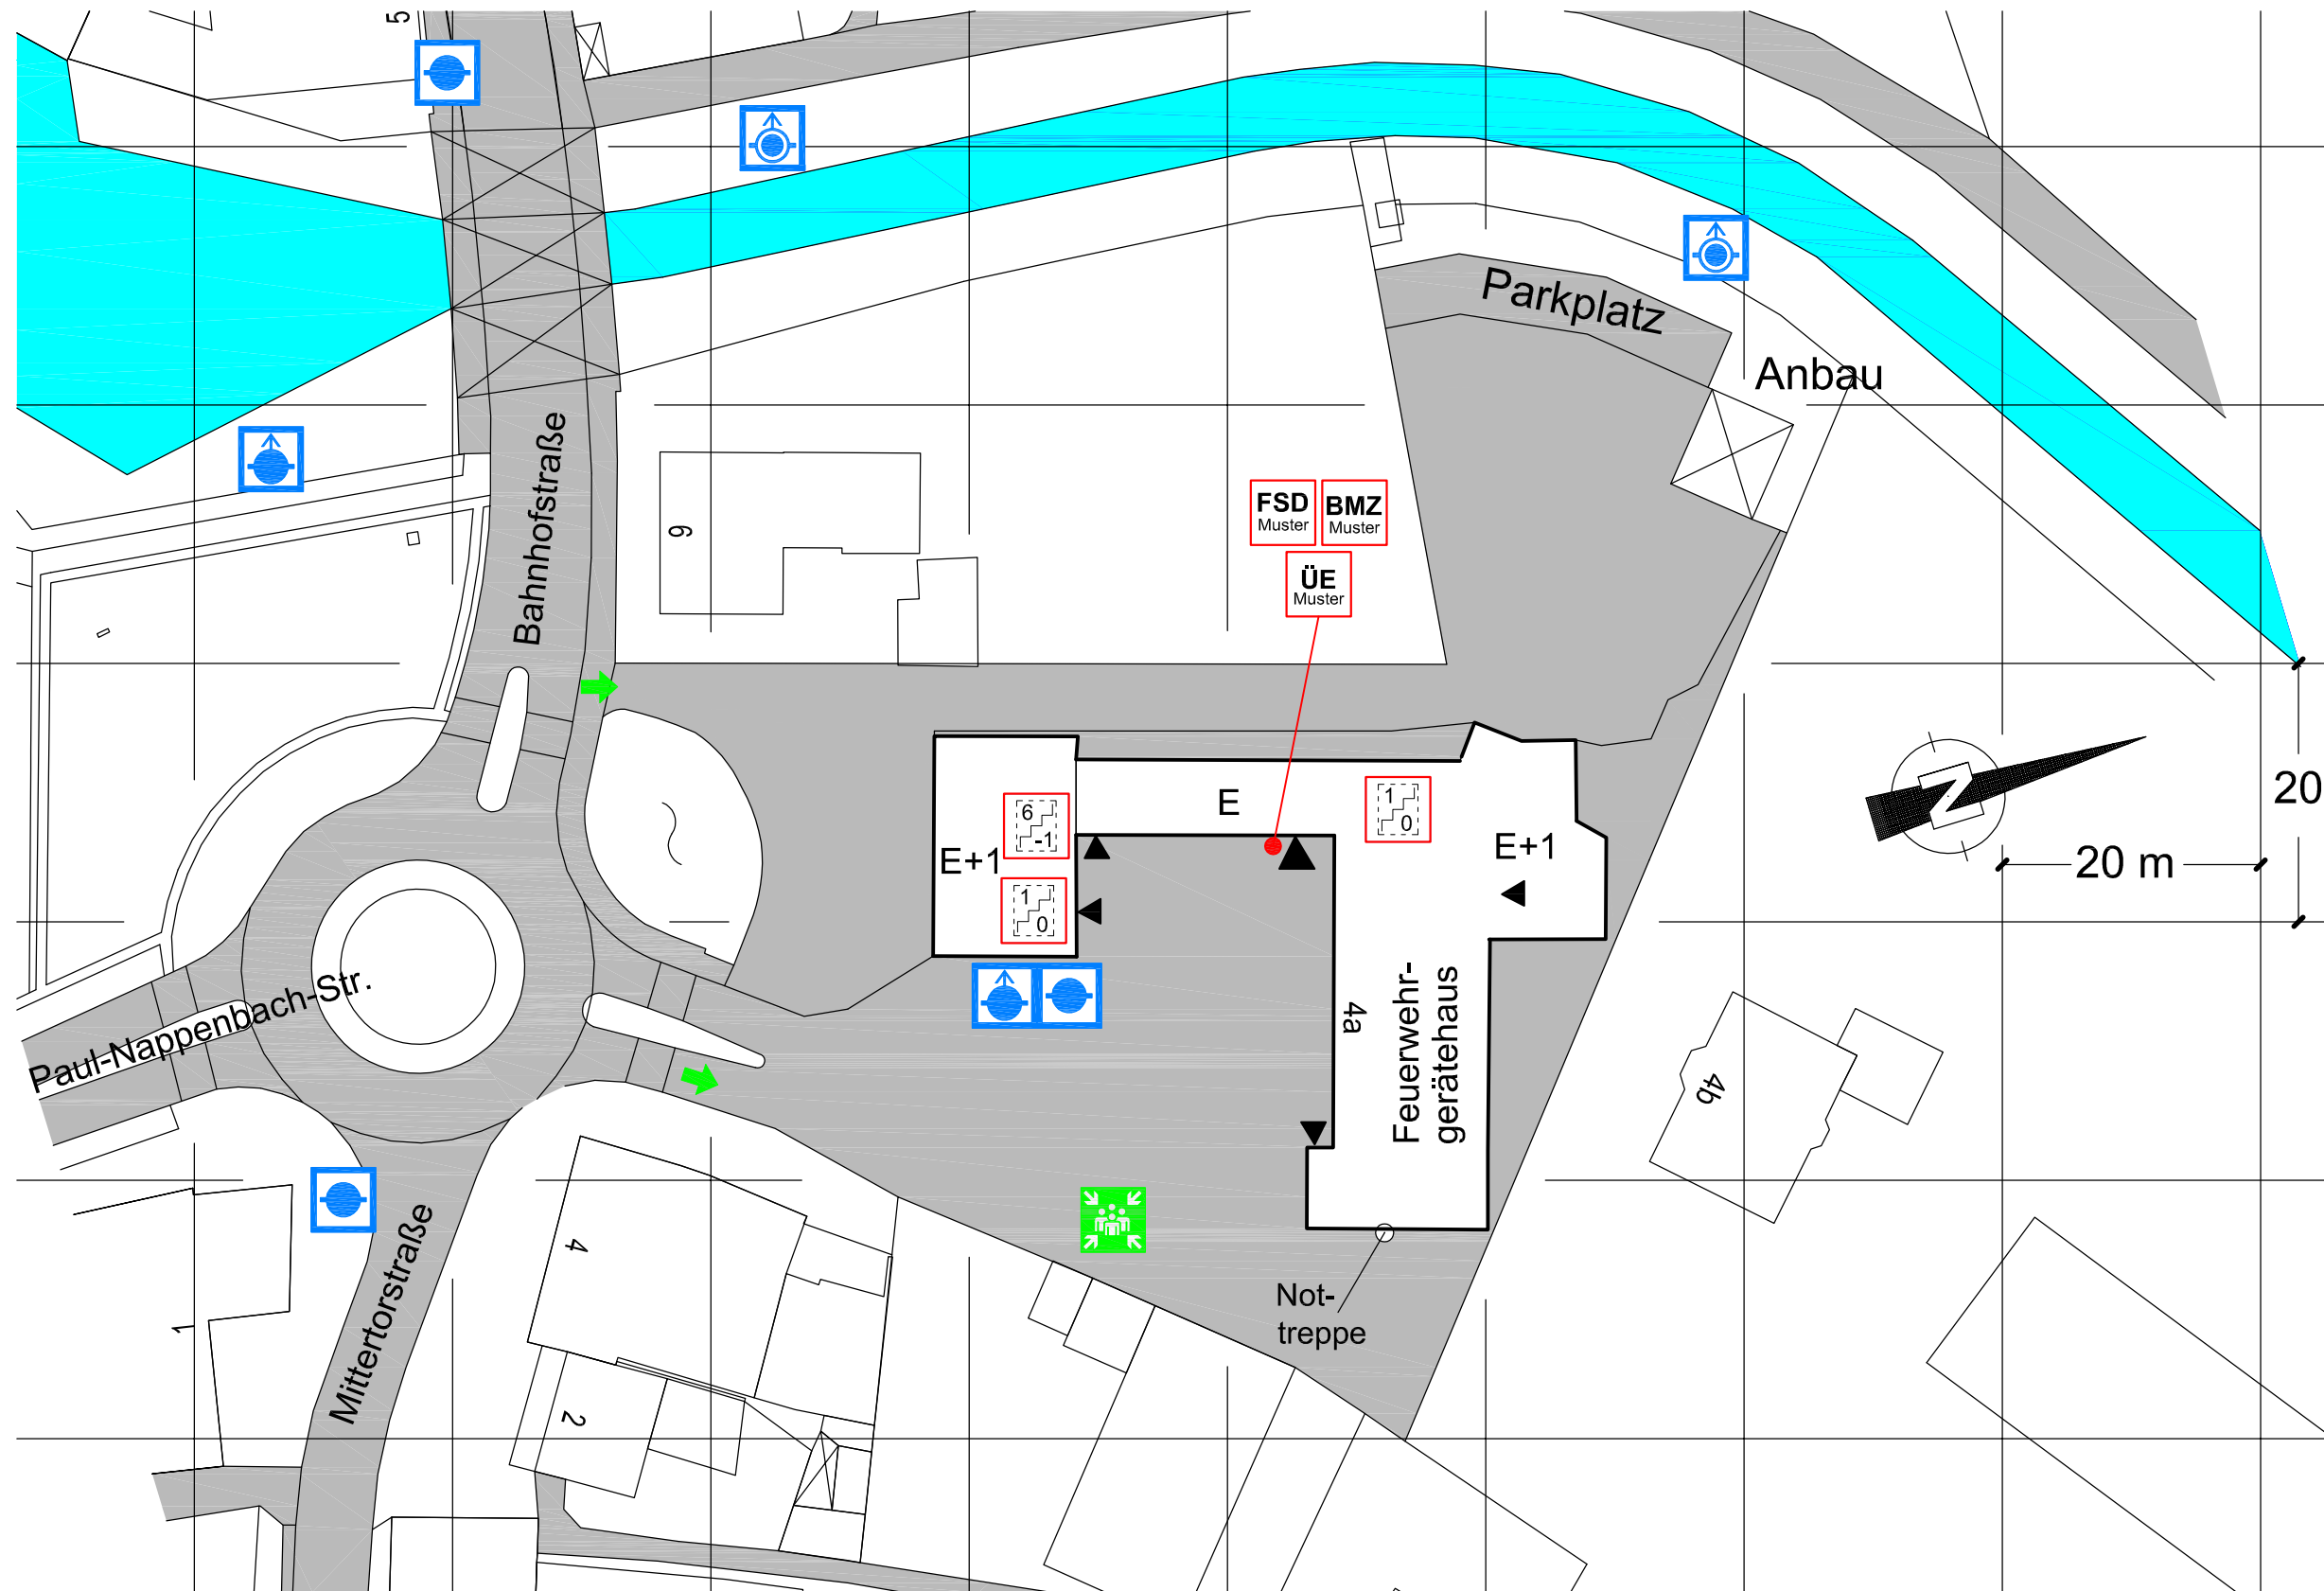 5
Parkplatz
Anbau
Bahnhofstraße
6
FSD
Muster
BMZ
Muster
ÜE
Muster
N
20
20 m
E
1
0
6
-1
E+1
E+1
1
0
4a
Feuerwehr-
gerätehaus
Paul-Nappenbach-Str.
4b
Mittertorstraße
4
1
2
Not-
treppe